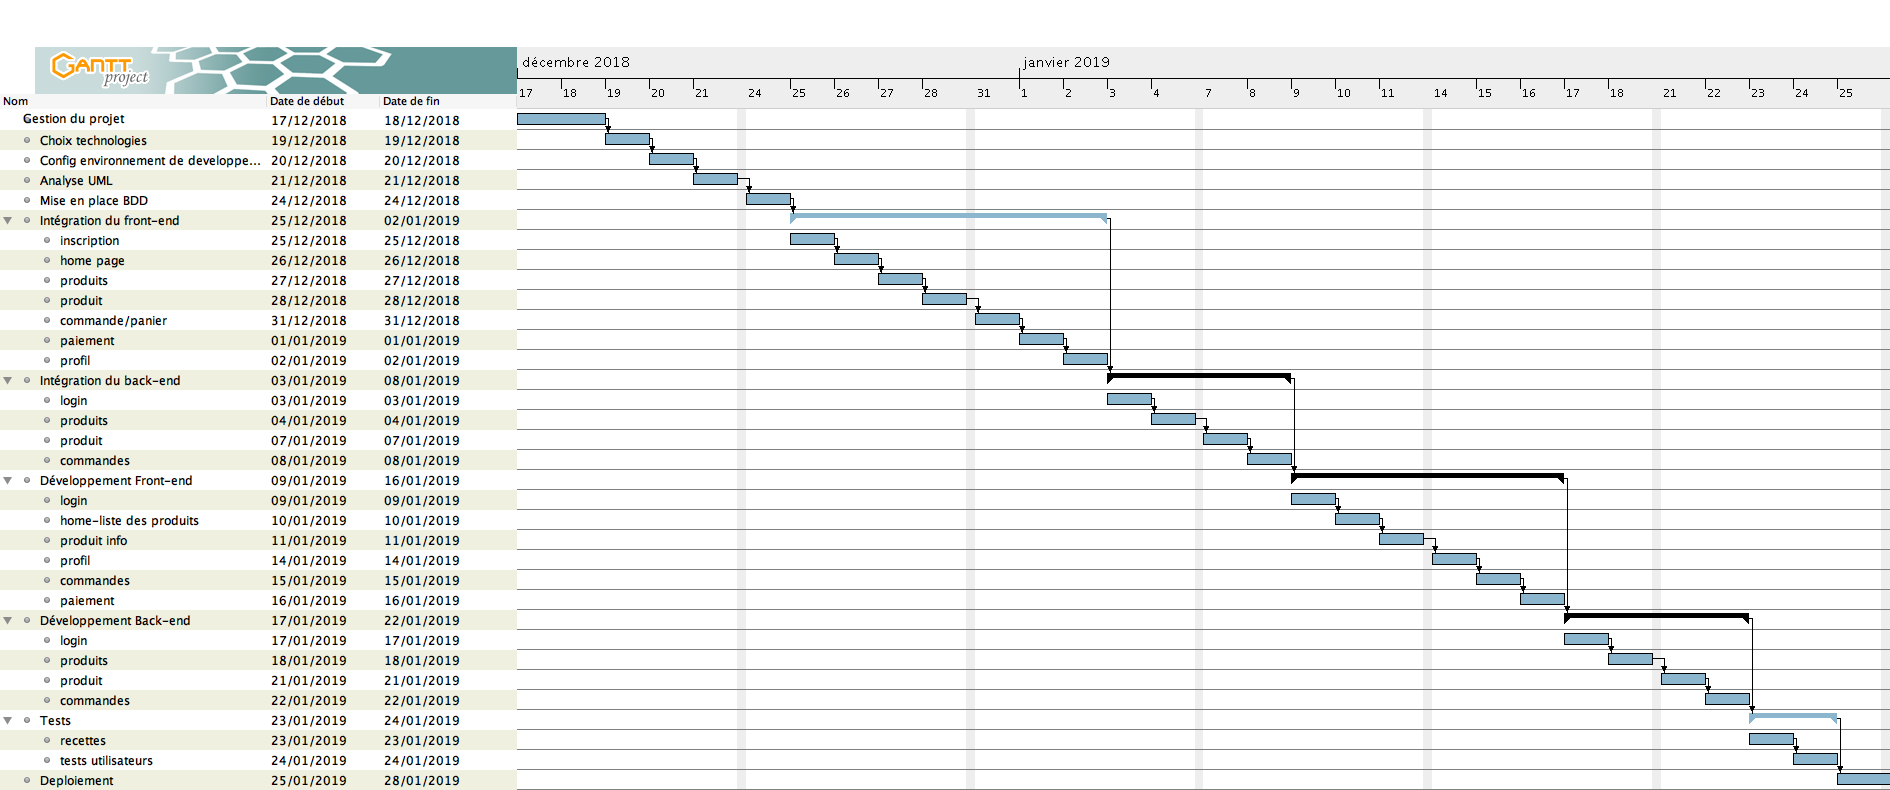 GANTT
project
décembre 2018
janvier 2019
17 18 19 20 21 24 25 26 27 28 31 1 2 3 4 7 8 9 10 11 14 15 16 17 18 21 22 23 24 25
Nom Date de début Date de fin
Gestion du projet 17/12/2018 18/12/2018
Choix technologies 19/12/2018 19/12/2018
Config environnement de developpe... 20/12/2018 20/12/2018
Analyse UML 21/12/2018 21/12/2018
Mise en place BDD 24/12/2018 24/12/2018
Intégration du front-end 25/12/2018 02/01/2019
inscription 25/12/2018 25/12/2018
home page 26/12/2018 26/12/2018
produits 27/12/2018 27/12/2018
produit 28/12/2018 28/12/2018
commande/panier 31/12/2018 31/12/2018
paiement 01/01/2019 01/01/2019
profil 02/01/2019 02/01/2019
Intégration du back-end 03/01/2019 08/01/2019
login 03/01/2019 03/01/2019
produits 04/01/2019 04/01/2019
produit 07/01/2019 07/01/2019
commandes 08/01/2019 08/01/2019
Développement Front-end 09/01/2019 16/01/2019
login 09/01/2019 09/01/2019
home-liste des produits 10/01/2019 10/01/2019
produit info 11/01/2019 11/01/2019
profil 14/01/2019 14/01/2019
commandes 15/01/2019 15/01/2019
paiement 16/01/2019 16/01/2019
Développement Back-end 17/01/2019 22/01/2019
login 17/01/2019 17/01/2019
produits 18/01/2019 18/01/2019
produit 21/01/2019 21/01/2019
commandes 22/01/2019 22/01/2019
Tests 23/01/2019 24/01/2019
recettes 23/01/2019 23/01/2019
tests utilisateurs 24/01/2019 24/01/2019
Deploiement 25/01/2019 28/01/2019